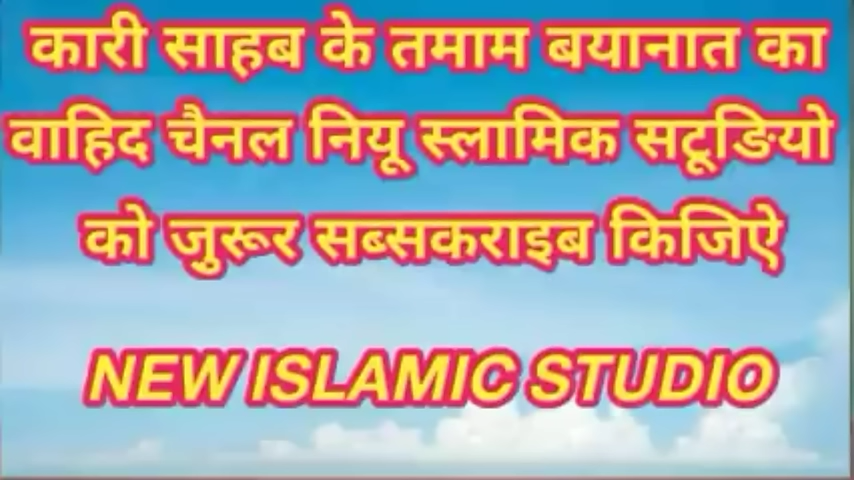 कारी साहब के तमाम बयानात का
वाहिद चैनल नियू स्लामिक सटूडियो
को जुरूर सब्सकराइब किजिऐ
NEW ISLAMIC STUDIO